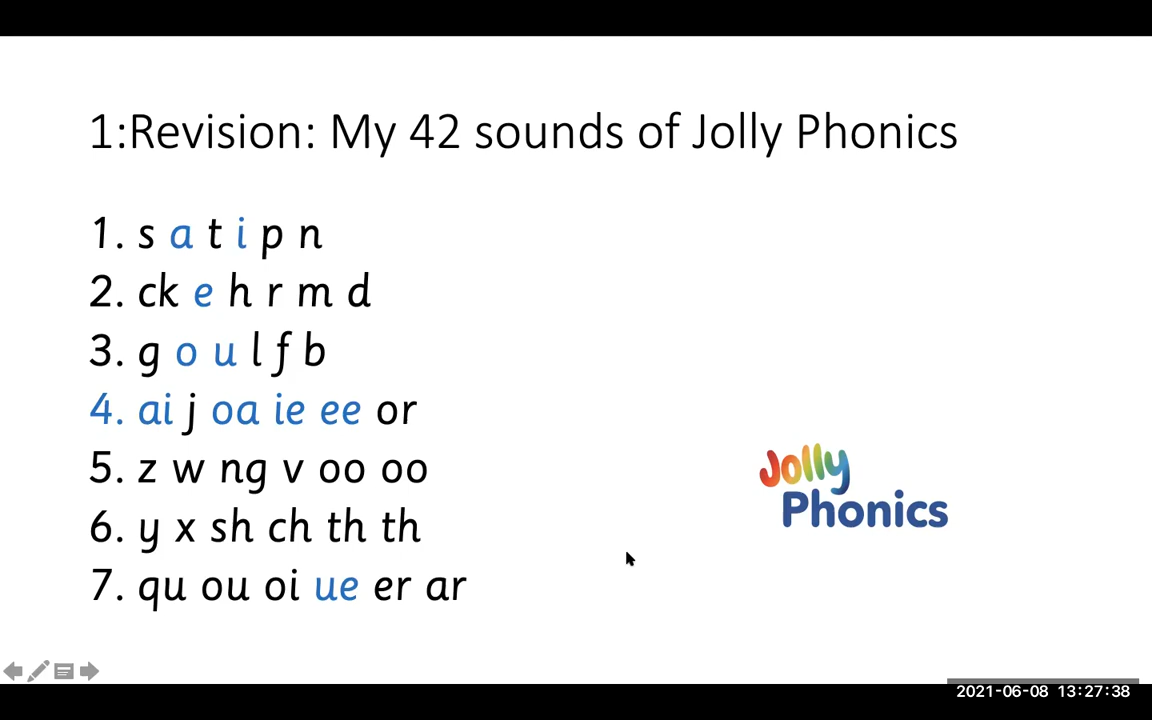 1:Revision: My 42 sounds of Jolly Phonics
1. s a t i p n
2. ck e h r m d
3. g o u l f b
4. ai j oa ie ee or
5. z w ng v oo oo
6. y x sh ch th th
7. qu ou oi ue er ar
Jolly
Phonics
2021-06-08 13:27:38